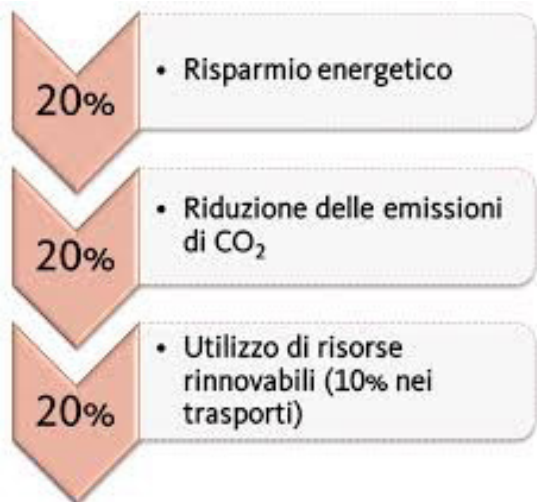 20%
• Risparmio energetico
20%
• Riduzione delle emissioni
di CO₂
20%
• Utilizzo di risorse
rinnovabili (10% nei
trasporti)